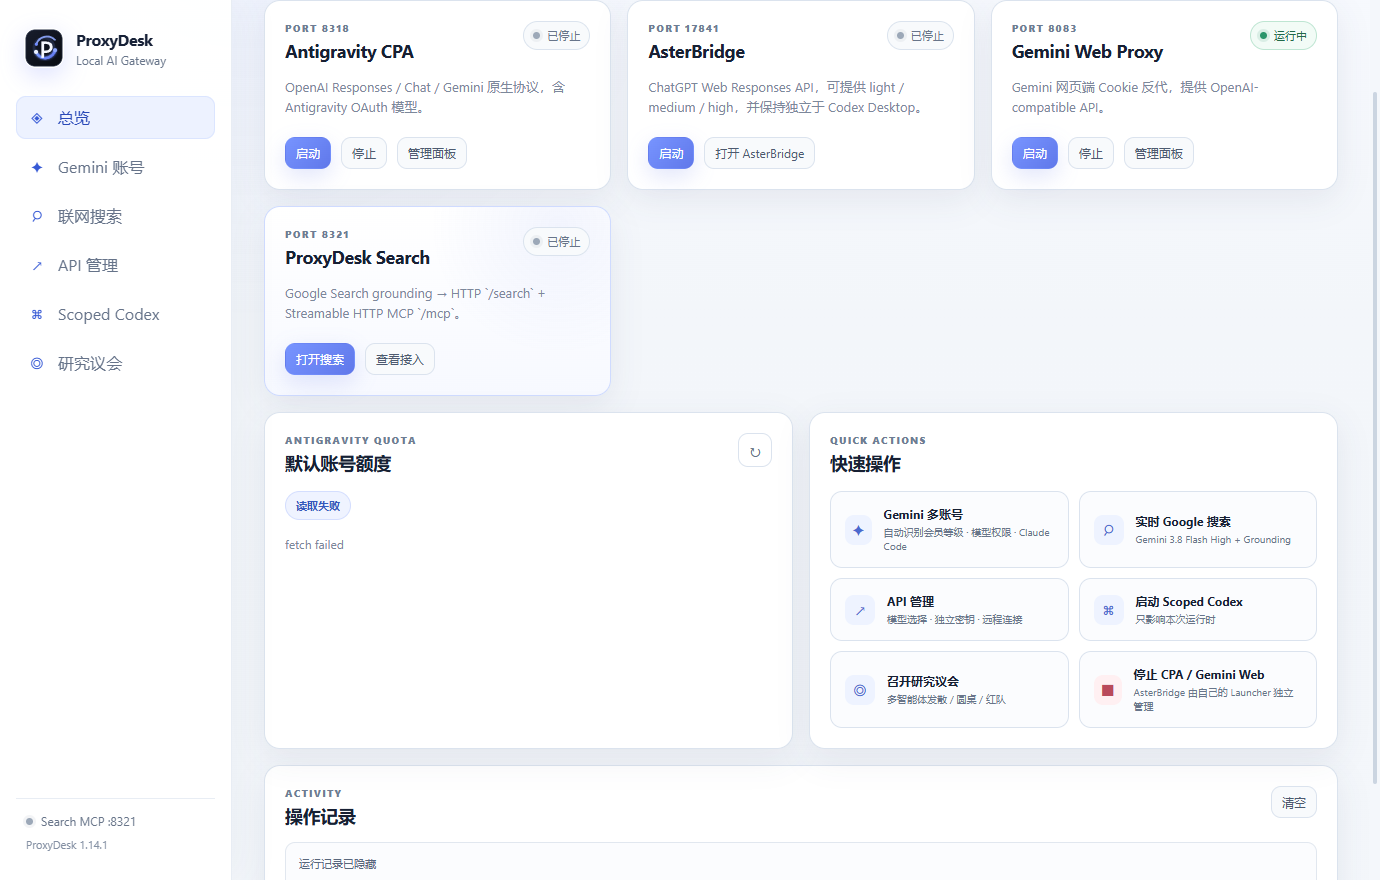 ProxyDesk
Local AI Gateway
总览
Gemini 账号
联网搜索
API 管理
Scoped Codex
研究议会
Search MCP :8321
ProxyDesk 1.14.1
PORT 8318
已停止
Antigravity CPA
OpenAI Responses / Chat / Gemini 原生协议，含
Antigravity OAuth 模型。
启动
停止
管理面板
PORT 17841
已停止
AsterBridge
ChatGPT Web Responses API，可提供 light /
medium / high，并保持独立于 Codex Desktop。
启动
打开 AsterBridge
PORT 8083
运行中
Gemini Web Proxy
Gemini 网页端 Cookie 反代，提供 OpenAI-
compatible API。
启动
停止
管理面板
PORT 8321
已停止
ProxyDesk Search
Google Search grounding → HTTP `/search` +
Streamable HTTP MCP `/mcp`。
打开搜索
查看接入
ANTIGRAVITY QUOTA
默认账号额度
读取失败
fetch failed
QUICK ACTIONS
快速操作
Gemini 多账号
自动识别会员等级 · 模型权限 · Claude
Code
实时 Google 搜索
Gemini 3.8 Flash High + Grounding
API 管理
模型选择 · 独立密钥 · 远程连接
启动 Scoped Codex
只影响本次运行时
召开研究议会
多智能体发散 / 圆桌 / 红队
停止 CPA / Gemini Web
AsterBridge 由自己的 Launcher 独立
管理
ACTIVITY
操作记录
清空
运行记录已隐藏